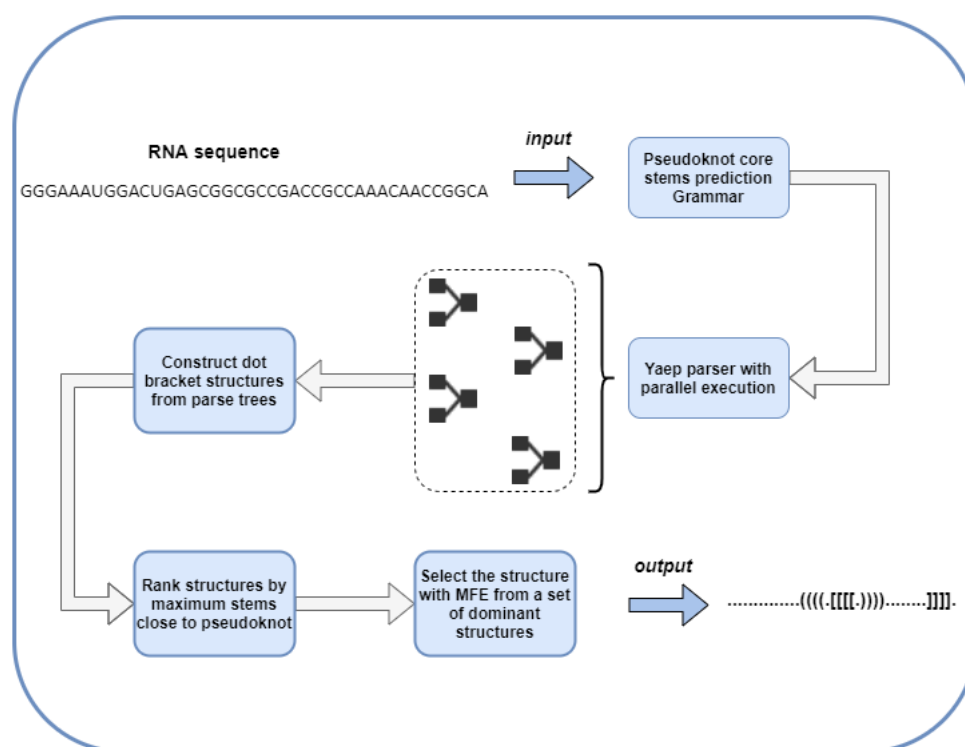 RNA sequence
GGGAAAUGGACUGAGCGGCGCCGACCGCCAAACAACCGGCA
input
Pseudoknot core
stems prediction
Grammar
Yaep parser with
parallel execution
Construct dot
bracket structures
from parse trees
Rank structures by
maximum stems
close to pseudoknot
Select the structure
with MFE from a set
of dominant
structures
output
.............((((.[[[[.))))........]]]].